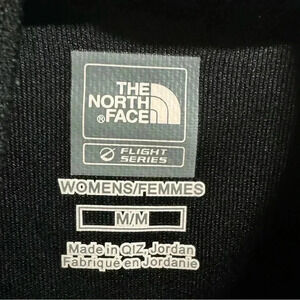 THE
NORTH
®FACE
FLIGHT
SERIES
WOMENS/FEMMES
M/M
Made in QIZ, Jordan
Fabriqué en Jordanie